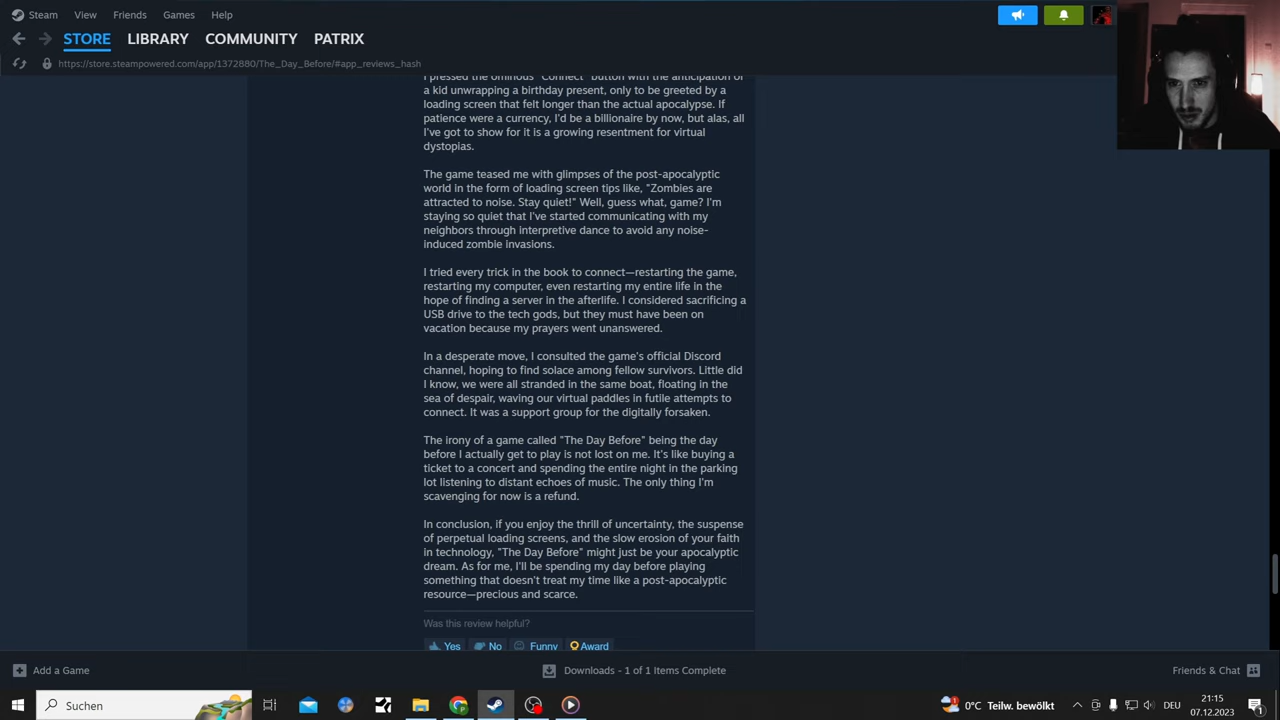 Steam View Friends Games Help
STORE LIBRARY COMMUNITY PATRIX
https://store.steampowered.com/app/1372880/The_Day_Before/#app_reviews_hash
I pressed the ominous "Connect" button with the anticipation of
a kid unwrapping a birthday present, only to be greeted by a
loading screen that felt longer than the actual apocalypse. If
patience were a currency, I'd be a billionaire by now, but alas, all
I've got to show for it is a growing resentment for virtual
dystopias.
The game teased me with glimpses of the post-apocalyptic
world in the form of loading screen tips like, "Zombies are
attracted to noise. Stay quiet!" Well, guess what, game? I'm
staying so quiet that I've started communicating with my
neighbors through interpretive dance to avoid any noise-
induced zombie invasions.
I tried every trick in the book to connect—restarting the game,
restarting my computer, even restarting my entire life in the
hope of finding a server in the afterlife. I considered sacrificing a
USB drive to the tech gods, but they must have been on
vacation because my prayers went unanswered.
In a desperate move, I consulted the game's official Discord
channel, hoping to find solace among fellow survivors. Little did
I know, we were all stranded in the same boat, floating in the
sea of despair, waving our virtual paddles in futile attempts to
connect. It was a support group for the digitally forsaken.
The irony of a game called "The Day Before" being the day
before I actually get to play is not lost on me. It's like buying a
ticket to a concert and spending the entire night in the parking
lot listening to distant echoes of music. The only thing I'm
scavenging for now is a refund.
In conclusion, if you enjoy the thrill of uncertainty, the suspense
of perpetual loading screens, and the slow erosion of your faith
in technology, "The Day Before" might just be your apocalyptic
dream. As for me, I'll be spending my day before playing
something that doesn't treat my time like a post-apocalyptic
resource—precious and scarce.
Was this review helpful?
Yes No Funny Award
Add a Game Downloads - 1 of 1 Items Complete Friends & Chat
Suchen 1 0°C Teilw. bewölkt 21:15
07.12.2023 1